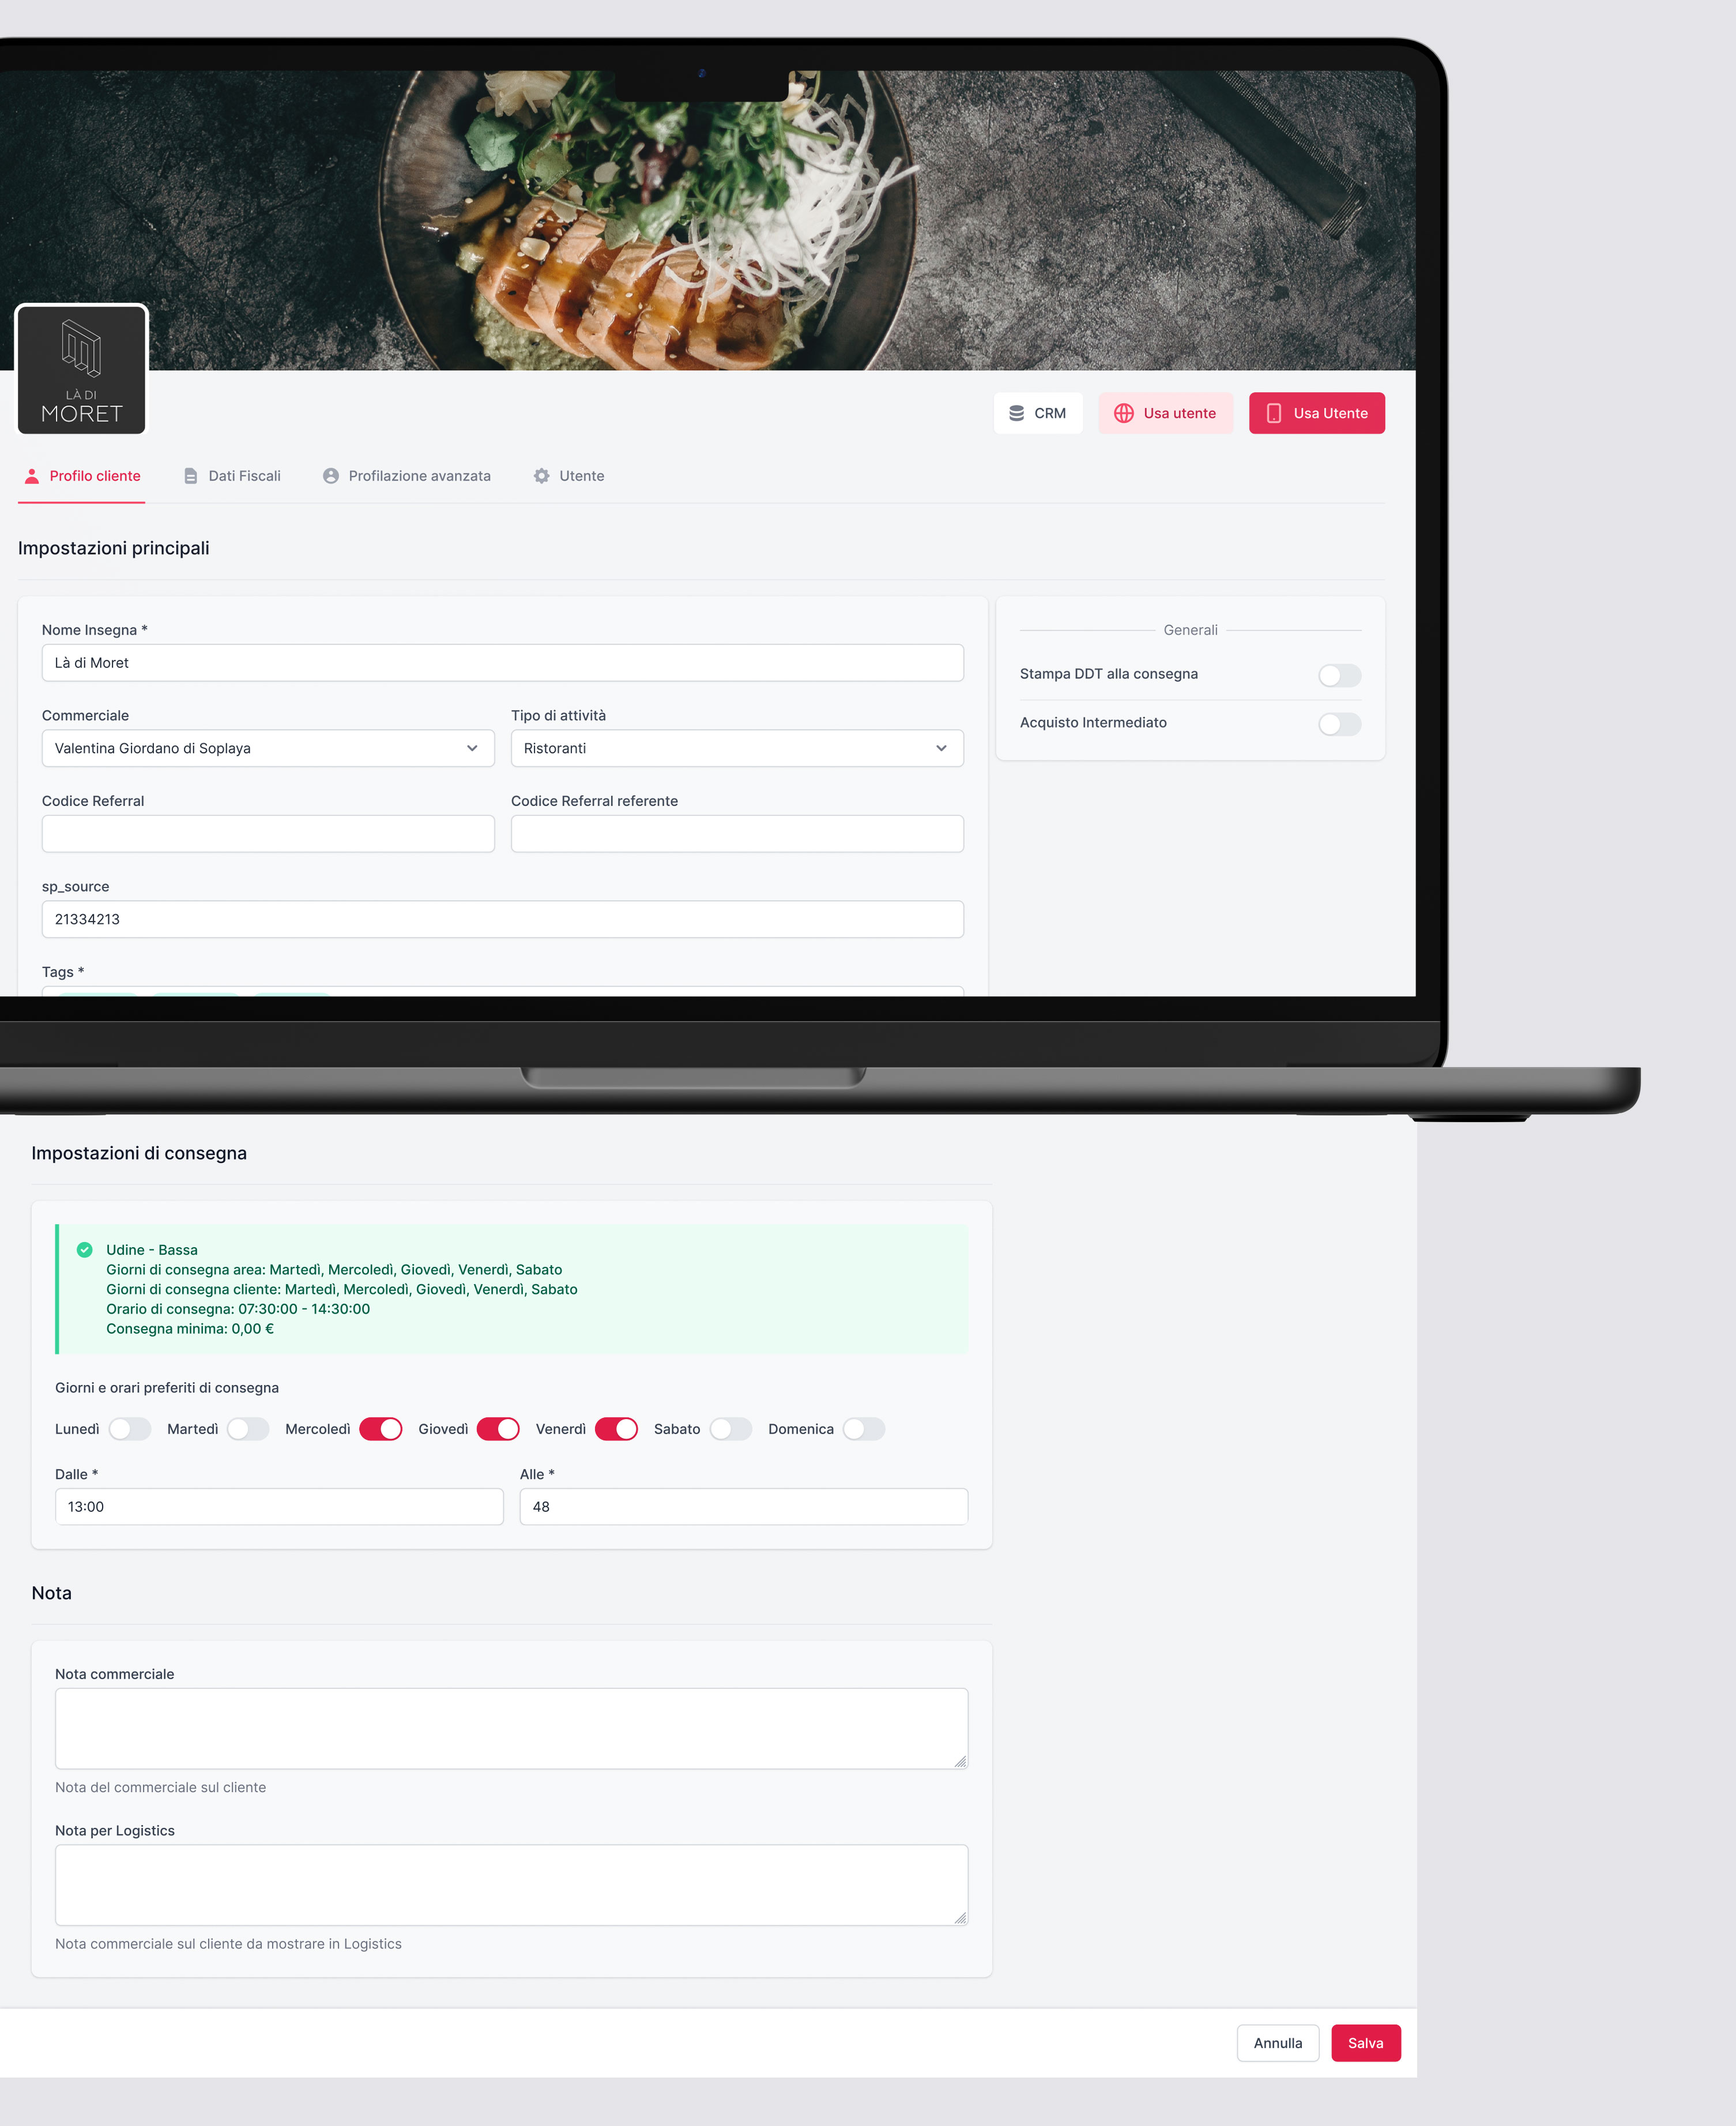 LÀ DI
MORET
CRM
Usa utente
Usa Utente
Profilo cliente
Dati Fiscali
Profilazione avanzata
Utente
Impostazioni principali
Nome Insegna *
Là di Moret
Generali
Stampa DDT alla consegna
Acquisto Intermediato
Commerciale
Tipo di attività
Valentina Giordano di Soplaya
Ristoranti
Codice Referral
Codice Referral referente
sp_source
21334213
Tags *
Impostazioni di consegna
Udine - Bassa
Giorni di consegna area: Martedì, Mercoledì, Giovedì, Venerdì, Sabato
Giorni di consegna cliente: Martedì, Mercoledì, Giovedì, Venerdì, Sabato
Orario di consegna: 07:30:00 - 14:30:00
Consegna minima: 0,00 €
Giorni e orari preferiti di consegna
Lunedì Martedì Mercoledì Giovedì Venerdì Sabato Domenica
Dalle *
Alle *
13:00
48
Nota
Nota commerciale
Nota del commerciale sul cliente
Nota per Logistics
Nota commerciale sul cliente da mostrare in Logistics
Annulla
Salva